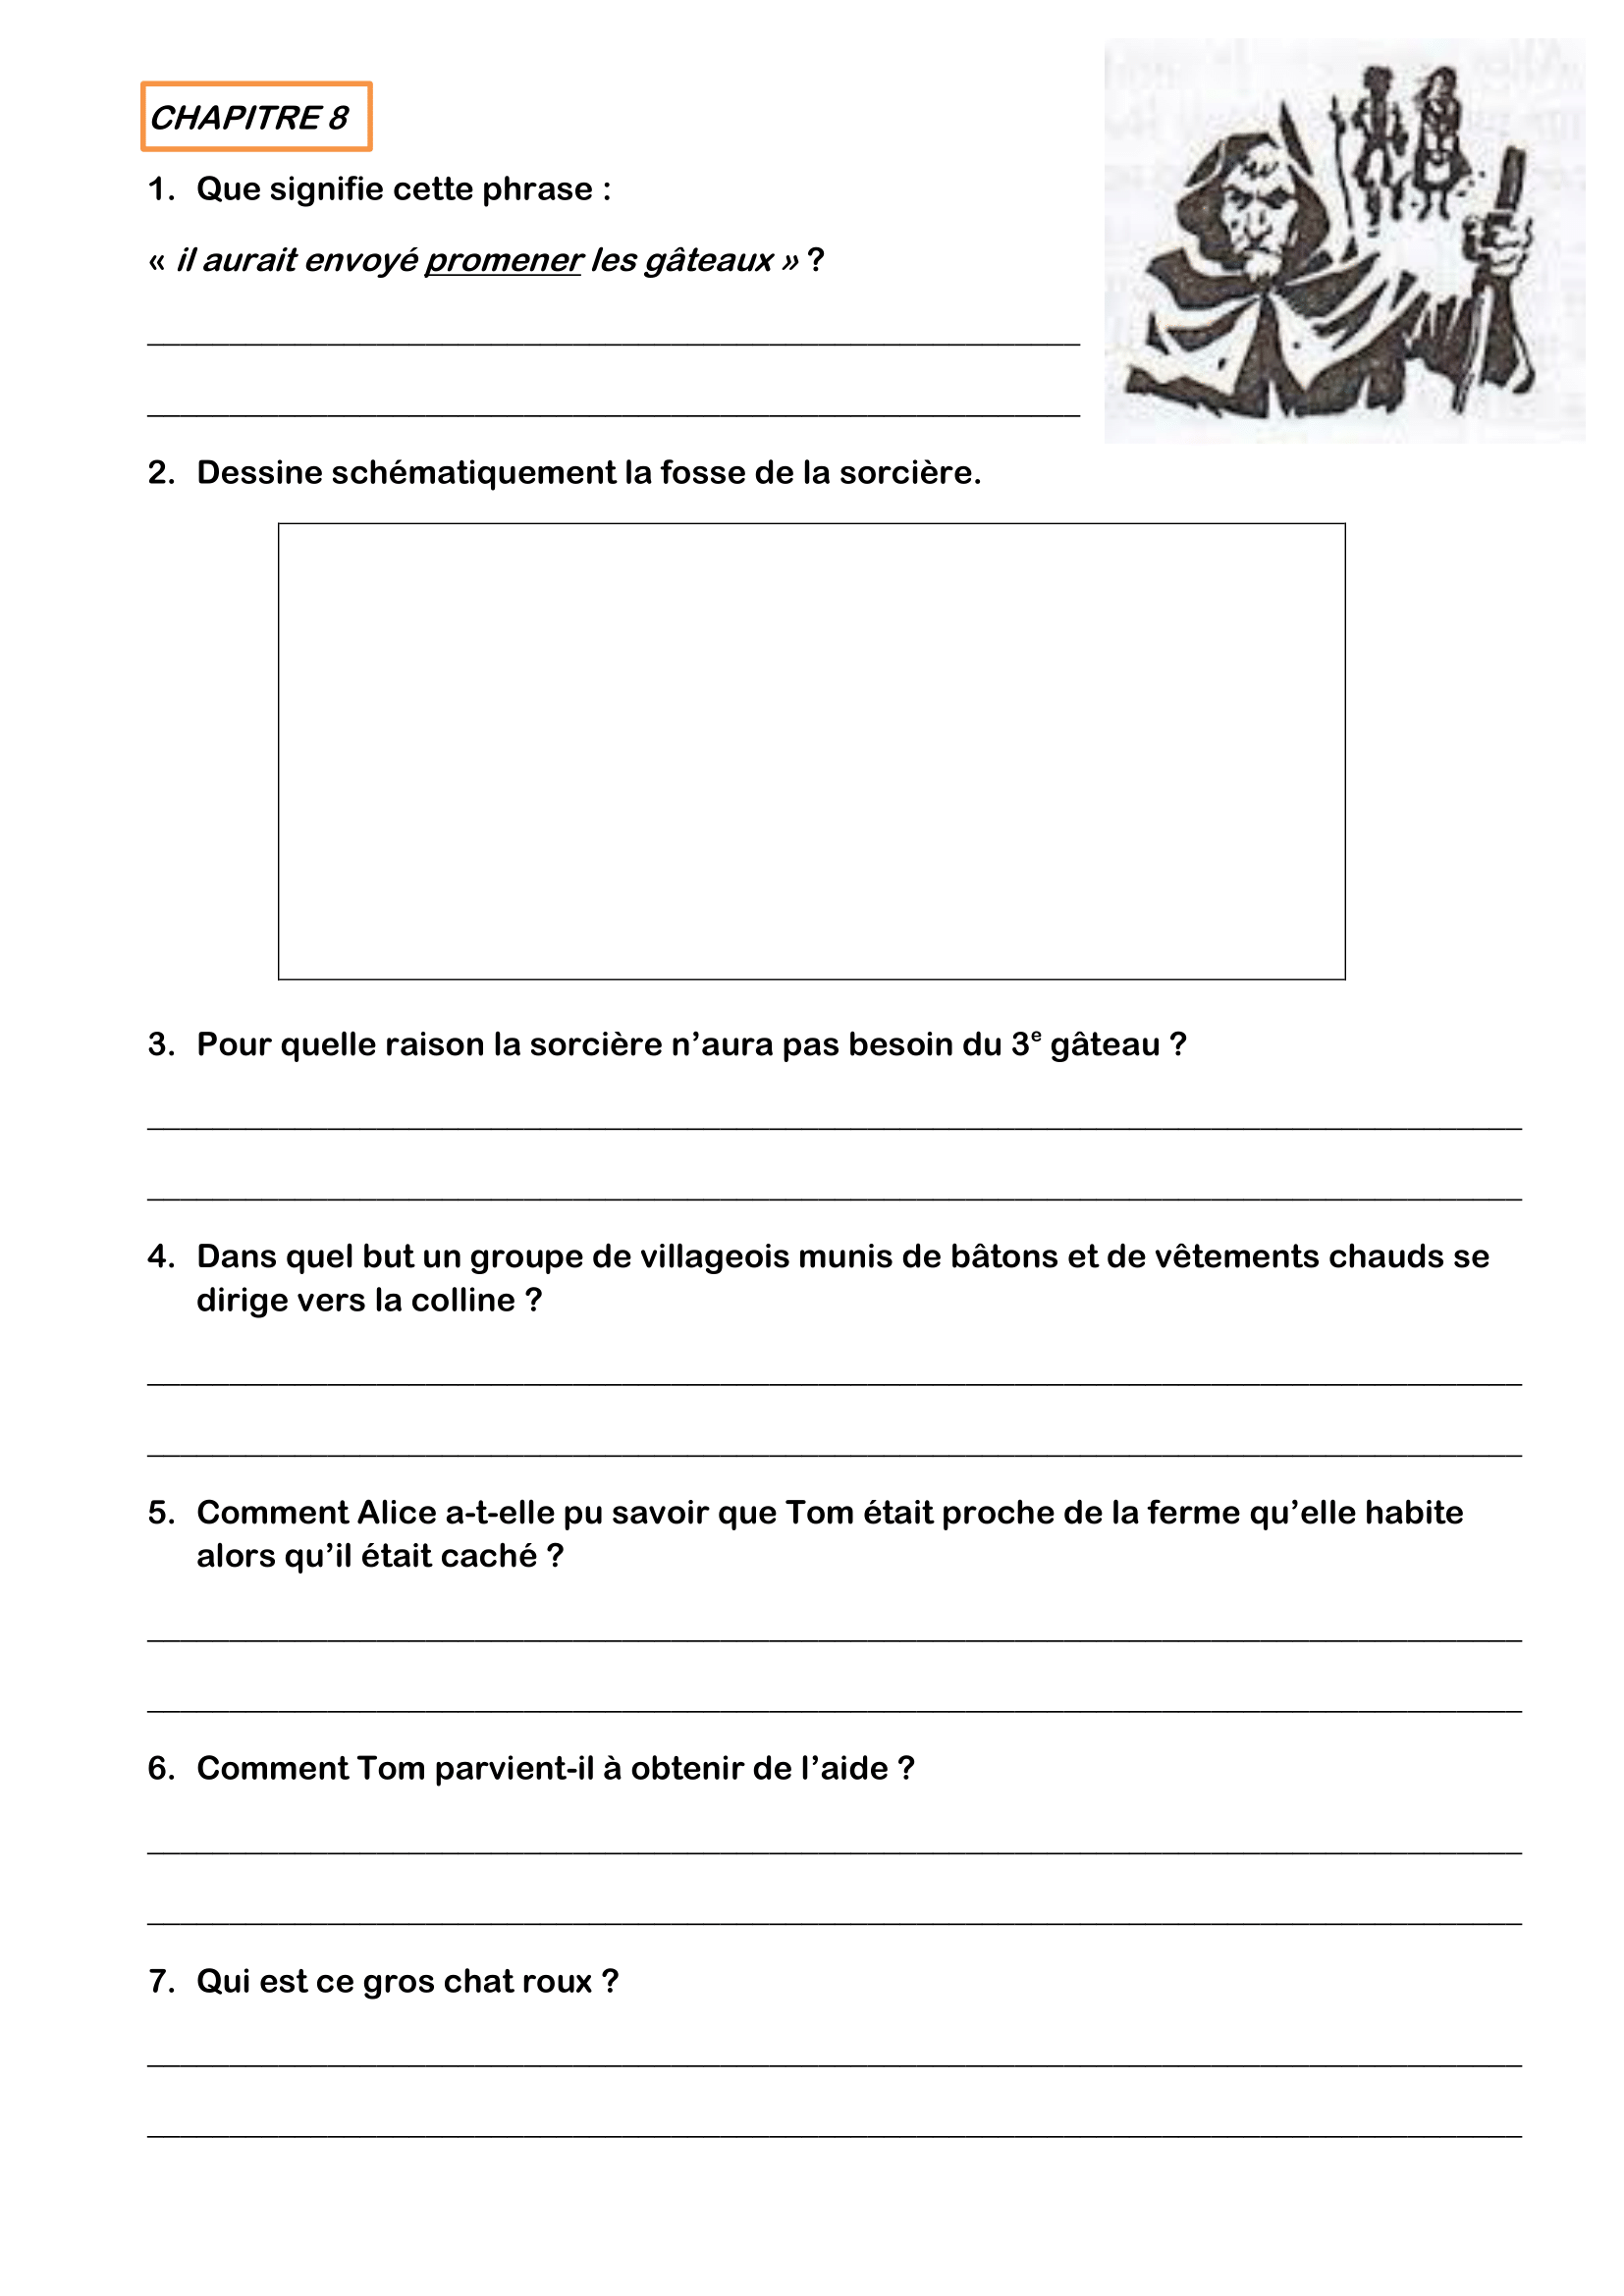 CHAPITRE 8
1. Que signifie cette phrase :
« il aurait envoyé promener les gâteaux » ?
2. Dessine schématiquement la fosse de la sorcière.
3. Pour quelle raison la sorcière n’aura pas besoin du 3e gâteau ?
4. Dans quel but un groupe de villageois munis de bâtons et de vêtements chauds se
dirige vers la colline ?
5. Comment Alice a-t-elle pu savoir que Tom était proche de la ferme qu’elle habite
alors qu’il était caché ?
6. Comment Tom parvient-il à obtenir de l’aide ?
7. Qui est ce gros chat roux ?